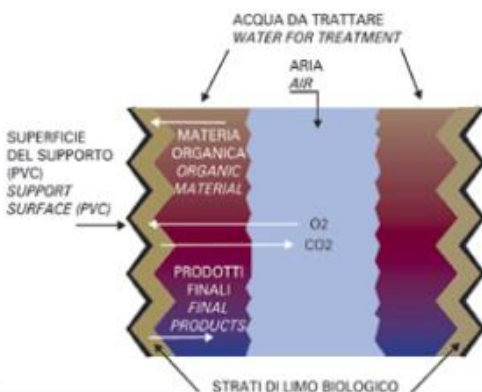 ACQUA DA TRATTARE
WATER FOR TREATMENT
ARIA
AIR
SUPERFICIE
DEL SUPPORTO
(PVC)
SUPPORT
SURFACE (PVC)
MATERIA
ORGANICA
ORGANIC
MATERIAL
O2
CO2
PRODOTTI
FINALI
FINAL
PRODUCTS
STRATI DI LIMO BIOLOGICO